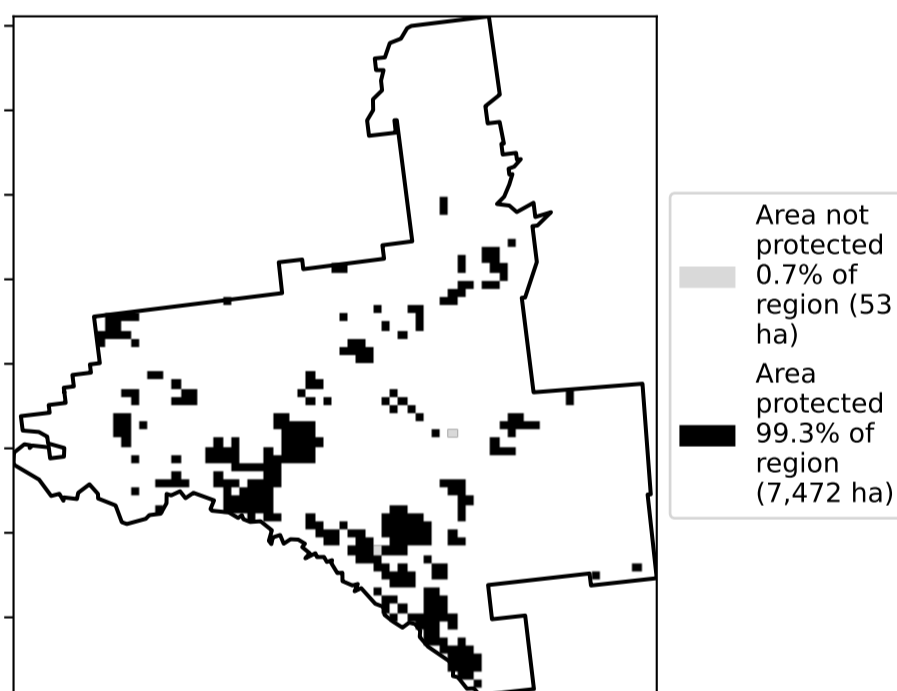 Area not
protected
0.7% of
region (53
ha)
Area
protected
99.3% of
region
(7,472 ha)